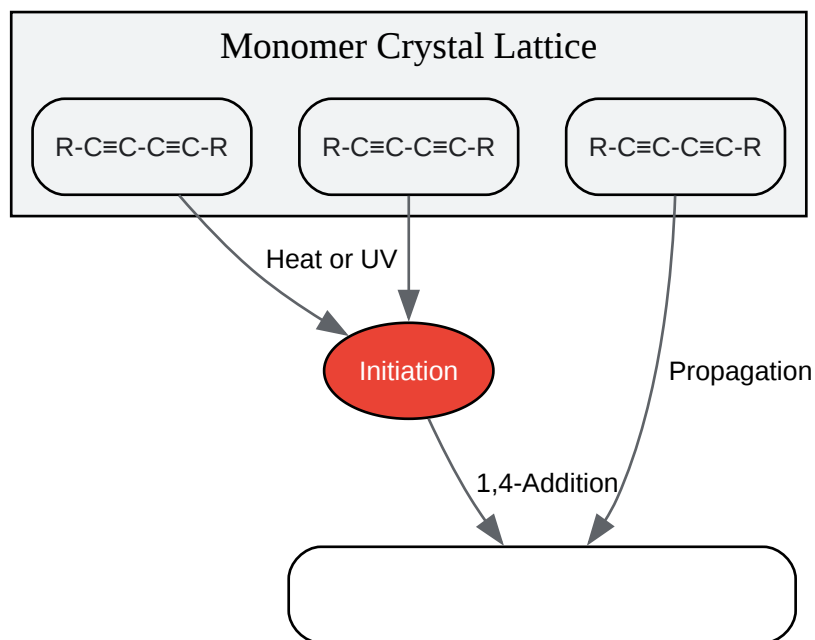 Monomer Crystal Lattice
R-C≡C-C≡C-R
R-C≡C-C≡C-R
R-C≡C-C≡C-R
Heat or UV
Initiation
Propagation
1,4-Addition